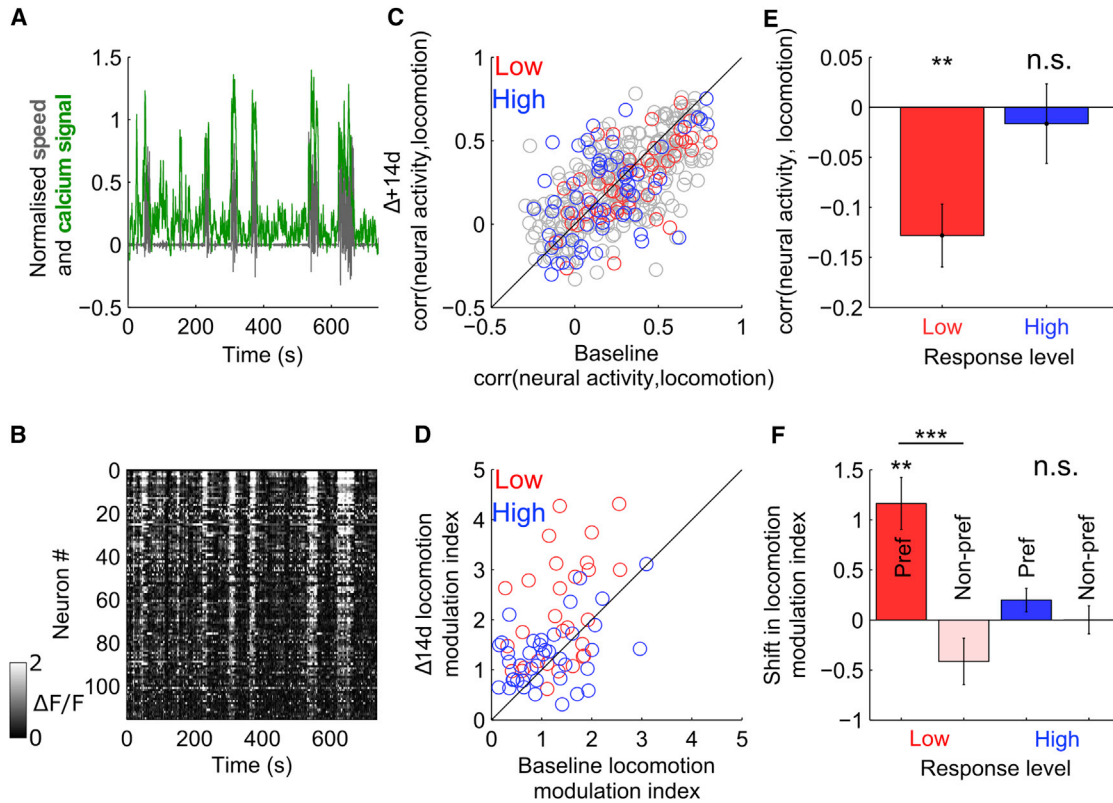 A
Normalised speed
and calcium signal
1.5
1
0.5
0
−0.5
0 200 400 600
Time (s)
B
Neuron #
0
20
40
60
80
100
2
ΔF/F
0
0 200 400 600
Time (s)
C
Δ+14d
corr(neural activity,locomotion)
Low
High
1
0.5
0
−0.5
−0.5 0 0.5 1
Baseline
corr(neural activity,locomotion)
D
Δ14d locomotion
modulation index
Low
High
5
4
3
2
1
0
0 1 2 3 4 5
Baseline locomotion
modulation index
E
corr(neural activity, locomotion)
0.05
0
−0.05
−0.1
−0.15
−0.2
** n.s.
Low High
Response level
F
Shift in locomotion
modulation index
1.5
1
0.5
0
−0.5
−1
***
** n.s.
Pref
Non-pref
Pref
Non-pref
Low High
Response level